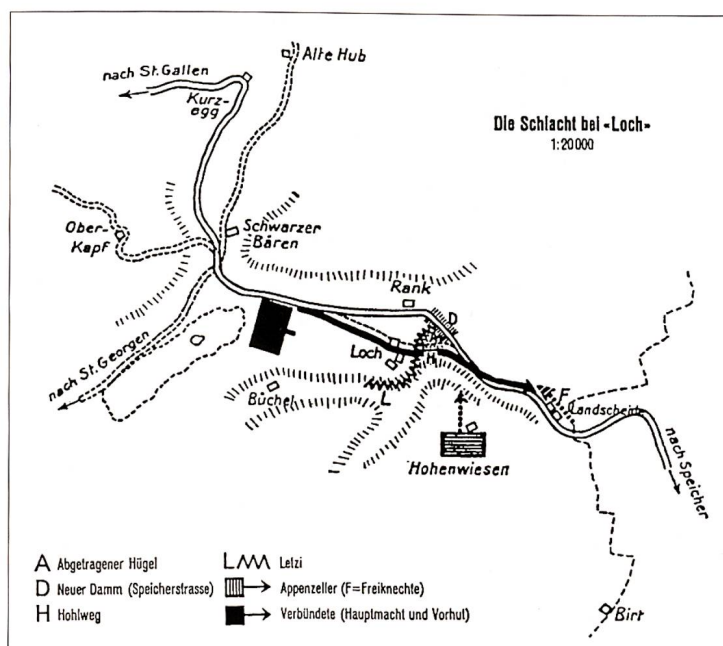 Die Schlacht bei «Loch»
1:20000
nach St. Gallen
Kurz-
egg
Alte Hub
Ober-
Kapf
Schwarzer
Bären
Rank
D
nach St. Georgen
Loch
H
Büchel
L
F
Landscheide
Hohenwiesen
nach Speicher
Birt
A Abgetragener Hügel
D Neuer Damm (Speicherstrasse)
H Hohlweg
L Letzi
Appenzeller (F=Freiknechte)
Verbündete (Hauptmacht und Vorhut)